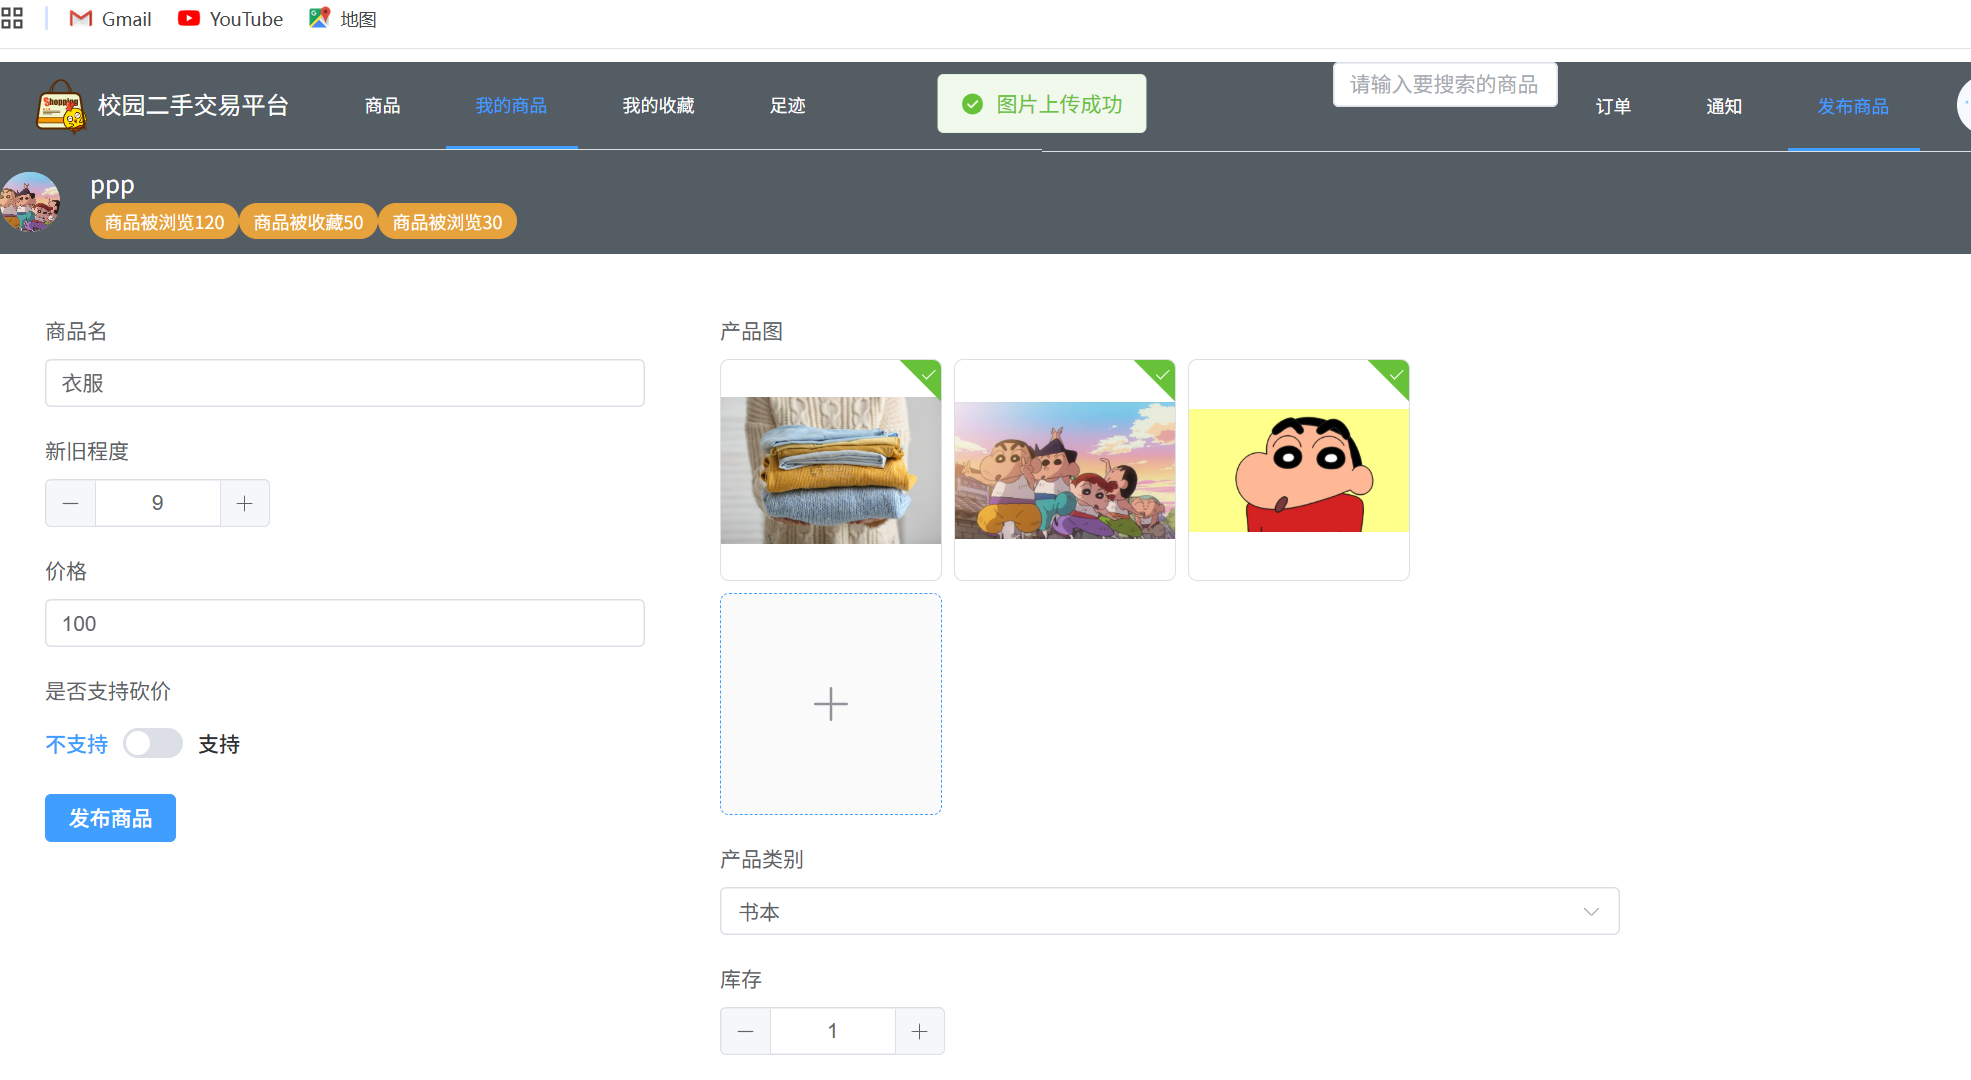 Gmail YouTube 地图
校园二手交易平台 商品 我的商品 我的收藏 足迹 图片上传成功 请输入要搜索的商品 订单 通知 发布商品
Shopping
ppp
商品被浏览120 商品被收藏50 商品被浏览30
商品名
衣服
新旧程度
9
价格
100
是否支持砍价
不支持 支持
发布商品
产品图
产品类别
书本
库存
1